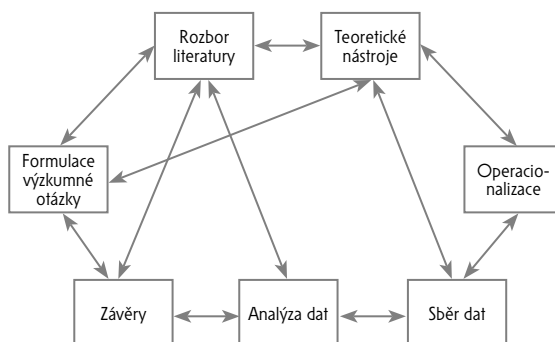 Rozbor
literatury
Teoretické
nástroje
Formulace
výzkumné
otázky
Operacio-
nalizace
Závěry
Analýza dat
Sběr dat